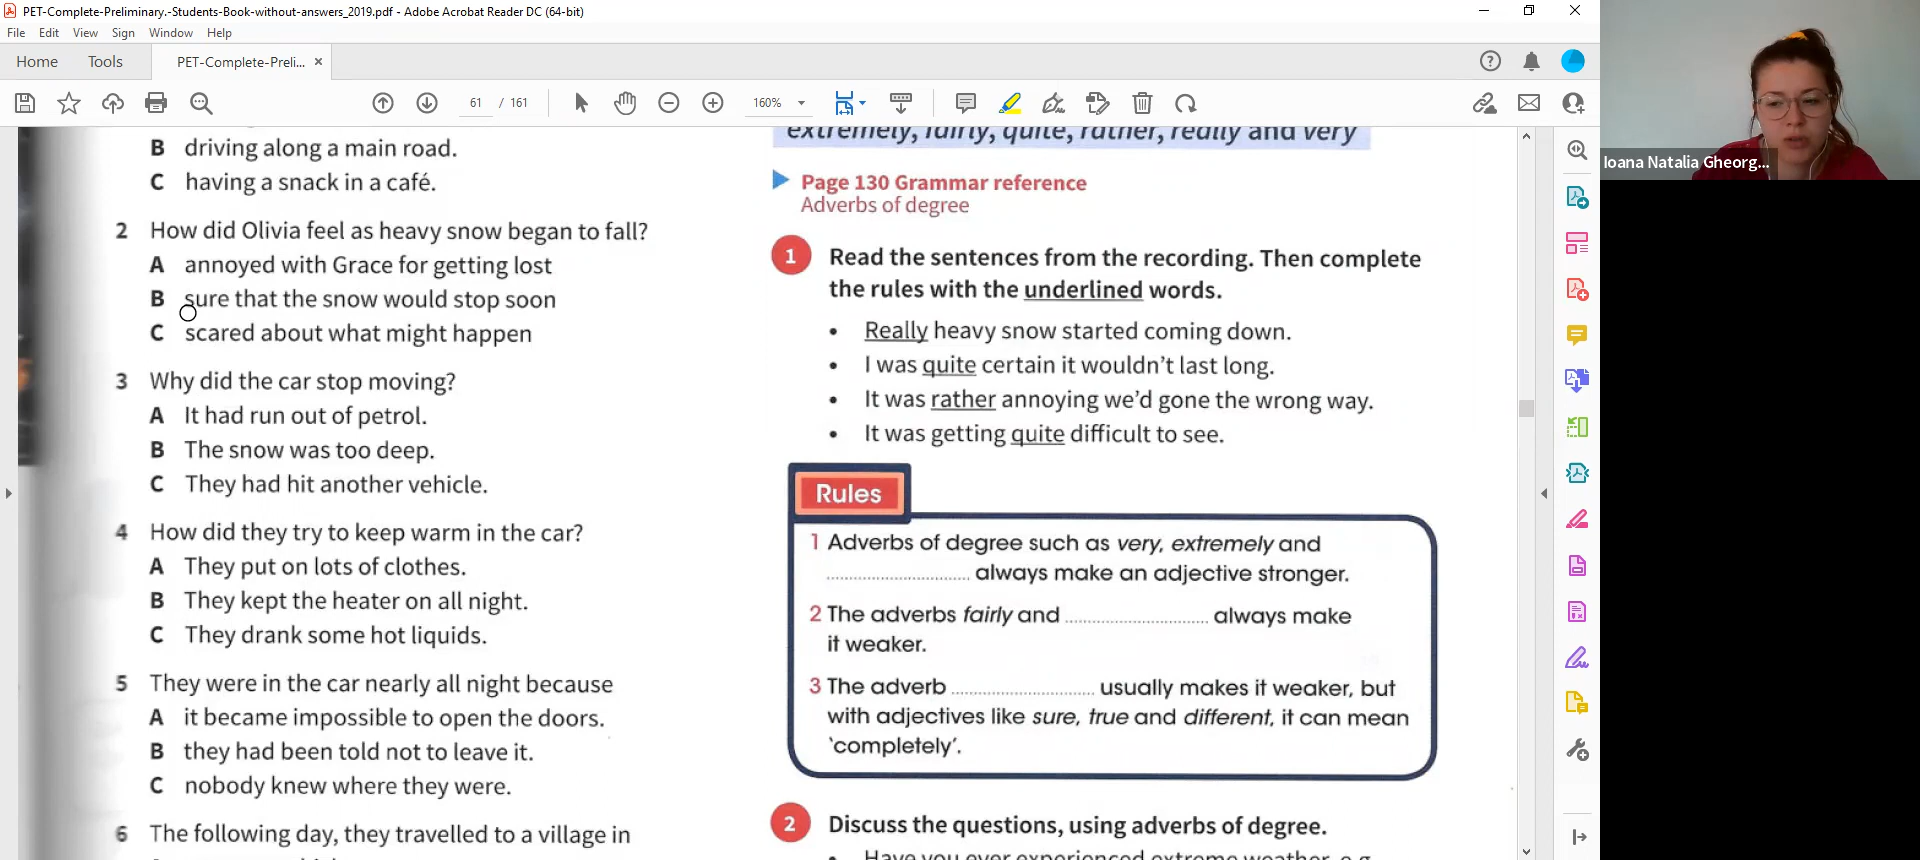 PET-Complete-Preliminary.-Students-Book-without-answers_2019.pdf - Adobe Acrobat Reader DC (64-bit)
File Edit View Sign Window Help
Home Tools PET-Complete-Preli... ×
61 / 161 160%
B driving along a main road.
C having a snack in a café.
2 How did Olivia feel as heavy snow began to fall?
A annoyed with Grace for getting lost
B sure that the snow would stop soon
C scared about what might happen
3 Why did the car stop moving?
A It had run out of petrol.
B The snow was too deep.
C They had hit another vehicle.
4 How did they try to keep warm in the car?
A They put on lots of clothes.
B They kept the heater on all night.
C They drank some hot liquids.
5 They were in the car nearly all night because
A it became impossible to open the doors.
B they had been told not to leave it.
C nobody knew where they were.
6 The following day, they travelled to a village in
extremely, fairly, quite, rather, really and very
Page 130 Grammar reference
Adverbs of degree
1 Read the sentences from the recording. Then complete
the rules with the underlined words.
• Really heavy snow started coming down.
• I was quite certain it wouldn't last long.
• It was rather annoying we'd gone the wrong way.
• It was getting quite difficult to see.
Rules
1 Adverbs of degree such as very, extremely and
.............................. always make an adjective stronger.
2 The adverbs fairly and .............................. always make
it weaker.
3 The adverb .............................. usually makes it weaker, but
with adjectives like sure, true and different, it can mean
'completely'.
2 Discuss the questions, using adverbs of degree.
• Have you ever experienced extreme weather, e.g.
Ioana Natalia Gheorg...